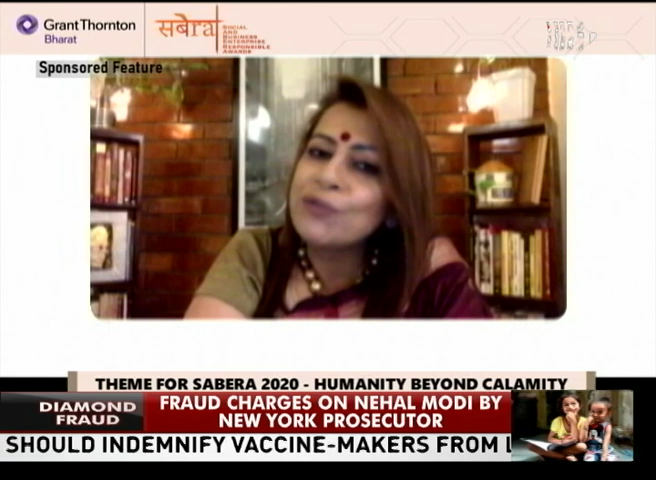 Grant Thornton
Bharat
सबेरा
SOCIAL
AND
BUSINESS
ENTERPRISE
RESPONSIBLE
AWARDS
Sponsored Feature
THEME FOR SABERA 2020 - HUMANITY BEYOND CALAMITY
DIAMOND
FRAUD
FRAUD CHARGES ON NEHAL MODI BY
NEW YORK PROSECUTOR
SHOULD INDEMNIFY VACCINE-MAKERS FROM